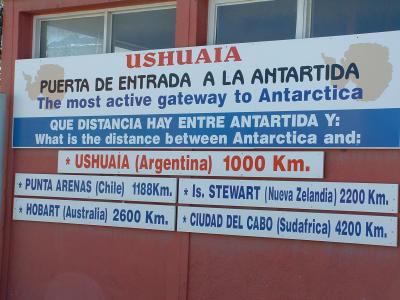 USHUAIA
PUERTA DE ENTRADA A LA ANTARTIDA
The most active gateway to Antarctica
QUE DISTANCIA HAY ENTRE ANTARTIDA Y:
What is the distance between Antarctica and:
* USHUAÍA (Argentina) 1000 Km.
* PUNTA ARENAS (Chile) 1188Km.
* Is. STEWART (Nueva Zelandia) 2200 Km.
* HOBART (Australia) 2600 Km.
* CIUDAD DEL CABO (Sudafrica) 4200 Km.